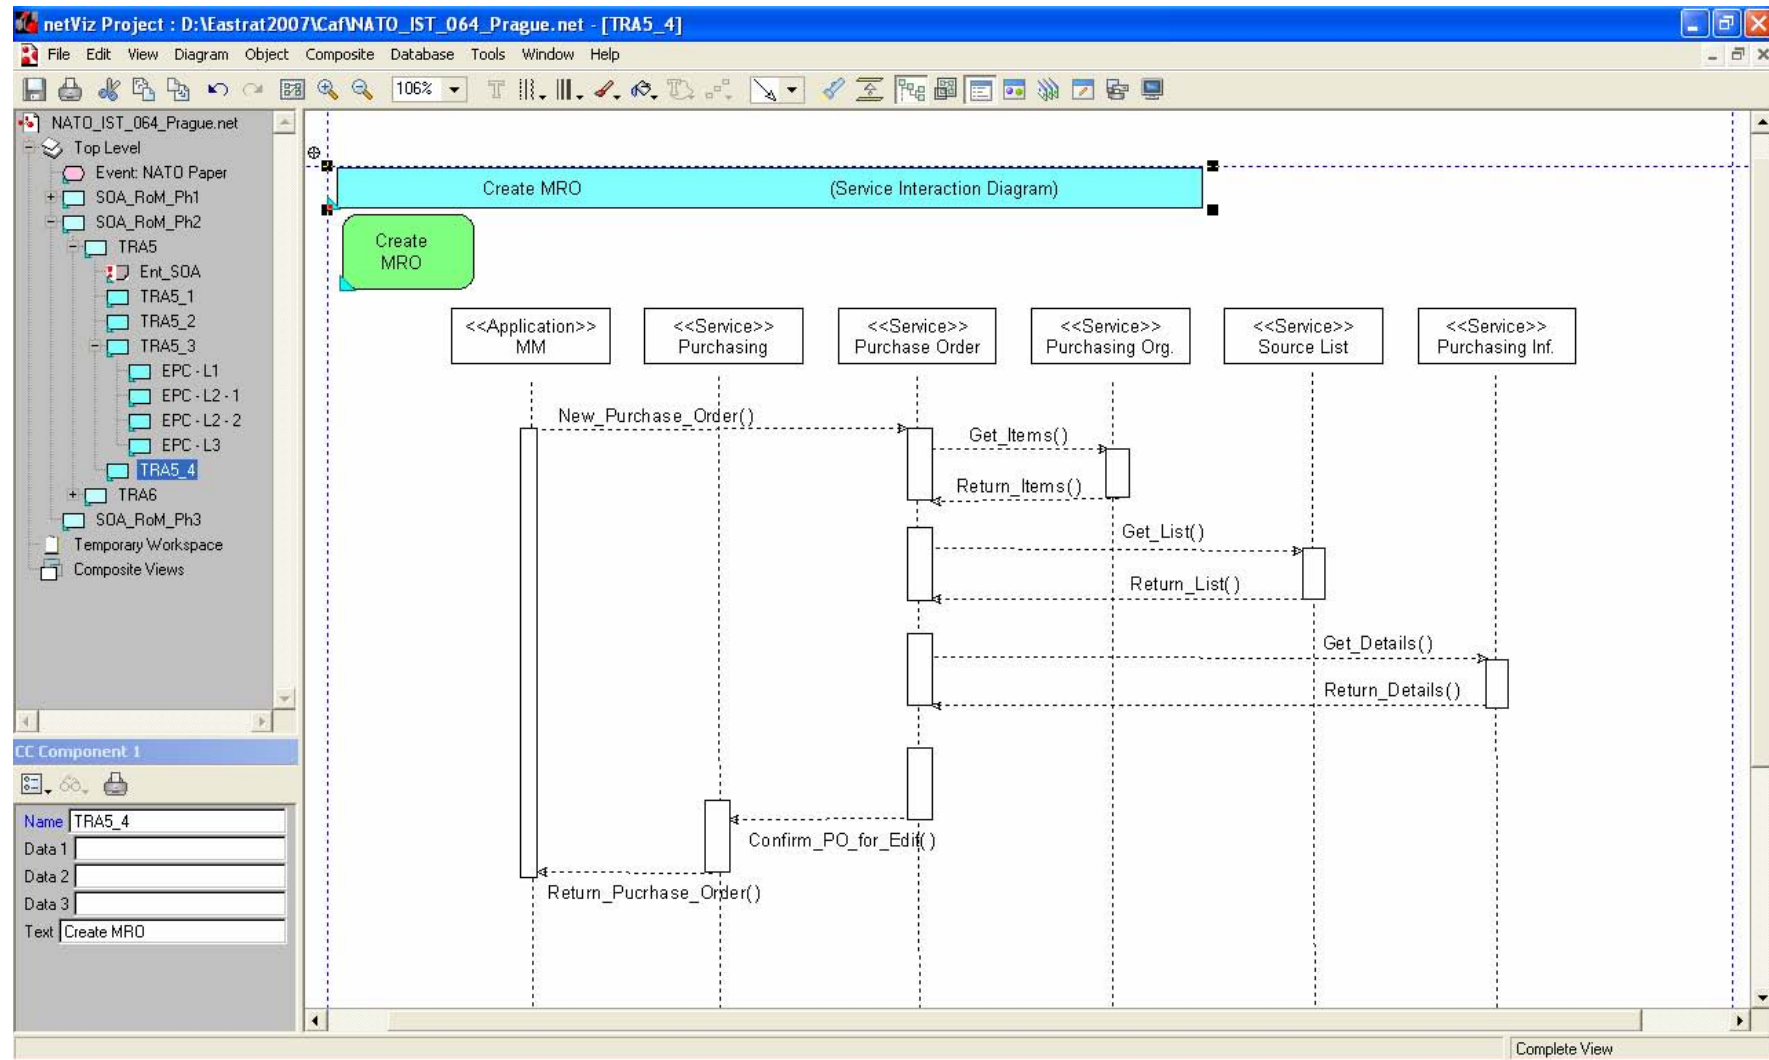 netViz Project : D:\Eastrat2007\Caf\NATO_IST_064_Prague.net - [TRA5_4]
File Edit View Diagram Object Composite Database Tools Window Help
106%
NATO_IST_064_Prague.net
Top Level
Event: NATO Paper
SOA_RoM_Ph1
SOA_RoM_Ph2
TRA5
Ent_SOA
TRA5_1
TRA5_2
TRA5_3
EPC - L1
EPC - L2 - 1
EPC - L2 - 2
EPC - L3
TRA5_4
TRA6
SOA_RoM_Ph3
Temporary Workspace
Composite Views
CC Component 1
Name TRA5_4
Data 1
Data 2
Data 3
Text Create MRO
Create MRO (Service Interaction Diagram)
Create
MRO
<<Application>>
MM
<<Service>>
Purchasing
<<Service>>
Purchase Order
<<Service>>
Purchasing Org.
<<Service>>
Source List
<<Service>>
Purchasing Inf.
New_Purchase_Order()
Get_Items()
Return_Items()
Get_List()
Return_List()
Get_Details()
Return_Details()
Confirm_PO_for_Edit()
Return_Pucrhase_Order()
Complete View